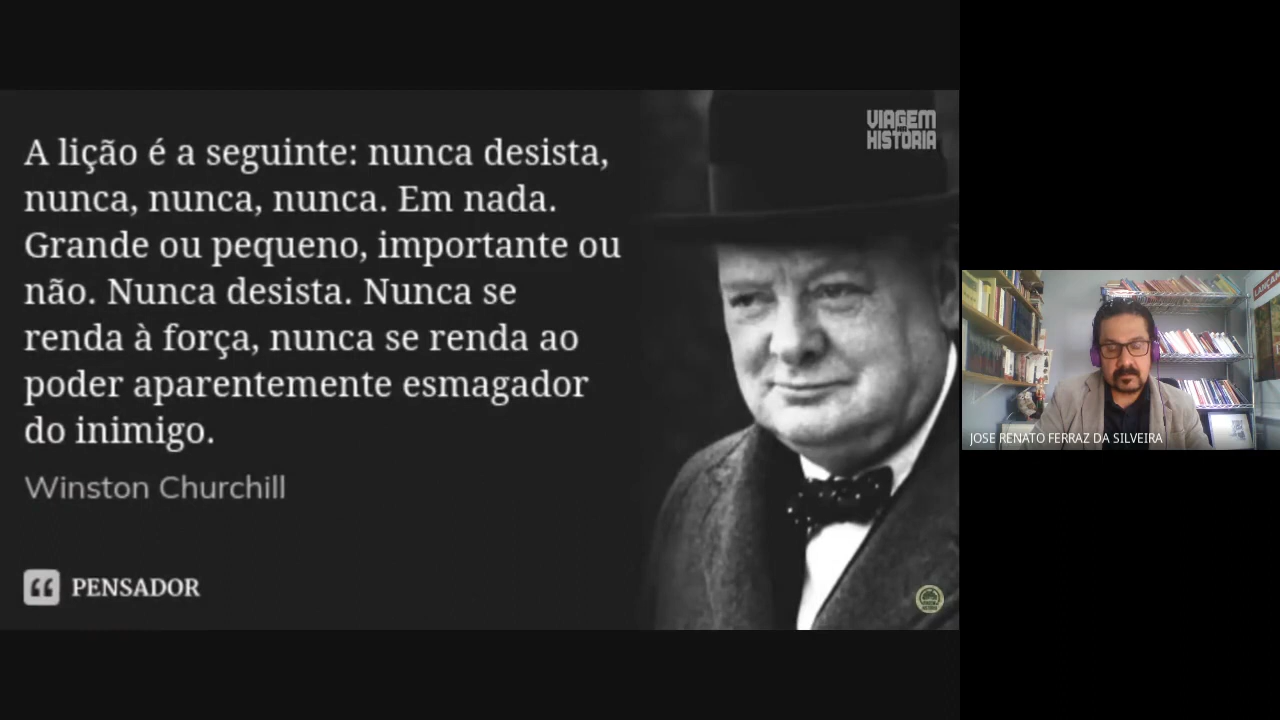 A lição é a seguinte: nunca desista,
nunca, nunca, nunca. Em nada.
Grande ou pequeno, importante ou
não. Nunca desista. Nunca se
renda à força, nunca se renda ao
poder aparentemente esmagador
do inimigo.
Winston Churchill
PENSADOR
VIAGEM
HISTÓRIA
JOSE RENATO FERRAZ DA SILVEIRA